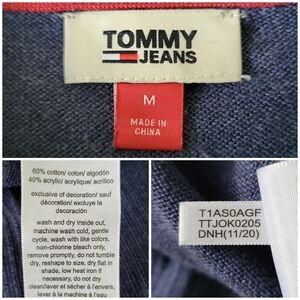 TOMMY
JEANS
M
MADE IN
CHINA
60% cotton/coton/algodón
40% acrylic/acrylique/acrílico
exclusive of decoration/sauf
décoration/excluye la
decoración
wash and dry inside out,
machine wash cold, gentle
cycle, wash with like colors,
non-chlorine bleach only,
remove promptly, do not tumble
dry, reshape to size, dry flat in
shade, low heat iron if
necessary, do not dry
clean/laver et sécher à l'envers,
laver à la machine à l'eau
T1AS0AGF
TTJOK0205
DNH(11/20)